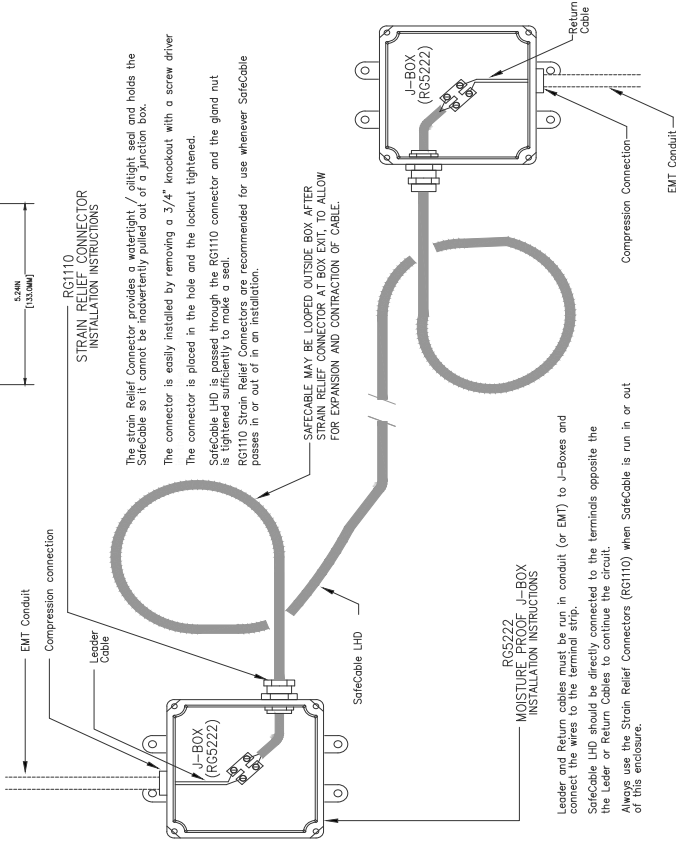 5.24IN
[133.0MM]
RG1110
STRAIN RELIEF CONNECTOR
INSTALLATION INSTRUCTIONS
The strain Relief Connector provides a watertight / oiltight seal and holds the
SafeCable so it cannot be inadvertently pulled out of a junction box.
The connector is easily installed by removing a 3/4" knockout with a screw driver
The connector is placed in the hole and the locknut tightened.
SafeCable LHD is passed through the RG1110 connector and the gland nut
is tightened sufficiently to make a seal.
RG1110 Strain Relief Connectors are recommended for use whenever SafeCable
passes in or out of in an installation.
EMT Conduit
Compression connection
Leader
Cable
J-BOX
(RG5222)
SafeCable LHD
SAFECABLE MAY BE LOOPED OUTSIDE BOX AFTER
STRAIN RELIEF CONNECTOR AT BOX EXIT, TO ALLOW
FOR EXPANSION AND CONTRACTION OF CABLE.
J-BOX
(RG5222)
Return
Cable
Compression Connection
EMT Conduit
RG5222
MOISTURE PROOF J-BOX
INSTALLATION INSTRUCTIONS
Leader and Return cables must be run in conduit (or EMT) to J-Boxes and
connect the wires to the terminal strip.
SafeCable LHD should be directly connected to the terminals opposite the
the Leder or Return Cables to continue the circuit.
Always use the Strain Relief Connectors (RG1110) when SafeCable is run in or out
of this enclosure.